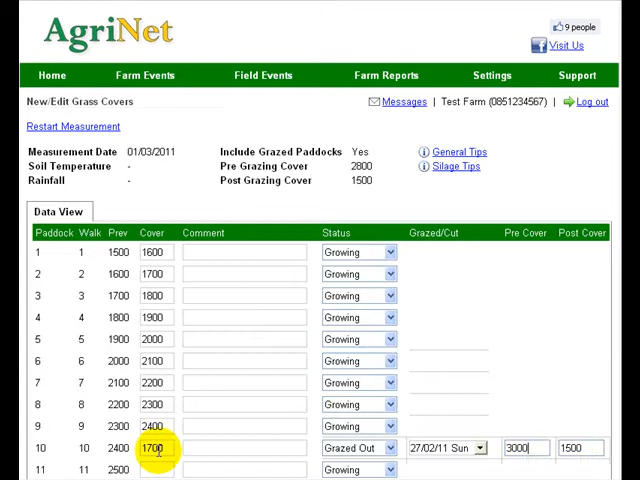 AgriNet
9 people
Visit Us
Home Farm Events Field Events Farm Reports Settings Support
New/Edit Grass Covers Messages | Test Farm (0851234567) | Log out
Restart Measurement
Measurement Date 01/03/2011 Include Grazed Paddocks Yes General Tips
Soil Temperature - Pre Grazing Cover 2800 Silage Tips
Rainfall - Post Grazing Cover 1500
Data View
Paddock Walk Prev Cover Comment Status Grazed/Cut Pre Cover Post Cover
1 1 1500 1600 Growing
2 2 1600 1700 Growing
3 3 1700 1800 Growing
4 4 1800 1900 Growing
5 5 1900 2000 Growing
6 6 2000 2100 Growing
7 7 2100 2200 Growing
8 8 2200 2300 Growing
9 9 2300 2400 Growing
10 10 2400 1700 Grazed Out 27/02/11 Sun 3000 1500
11 11 2500 Growing